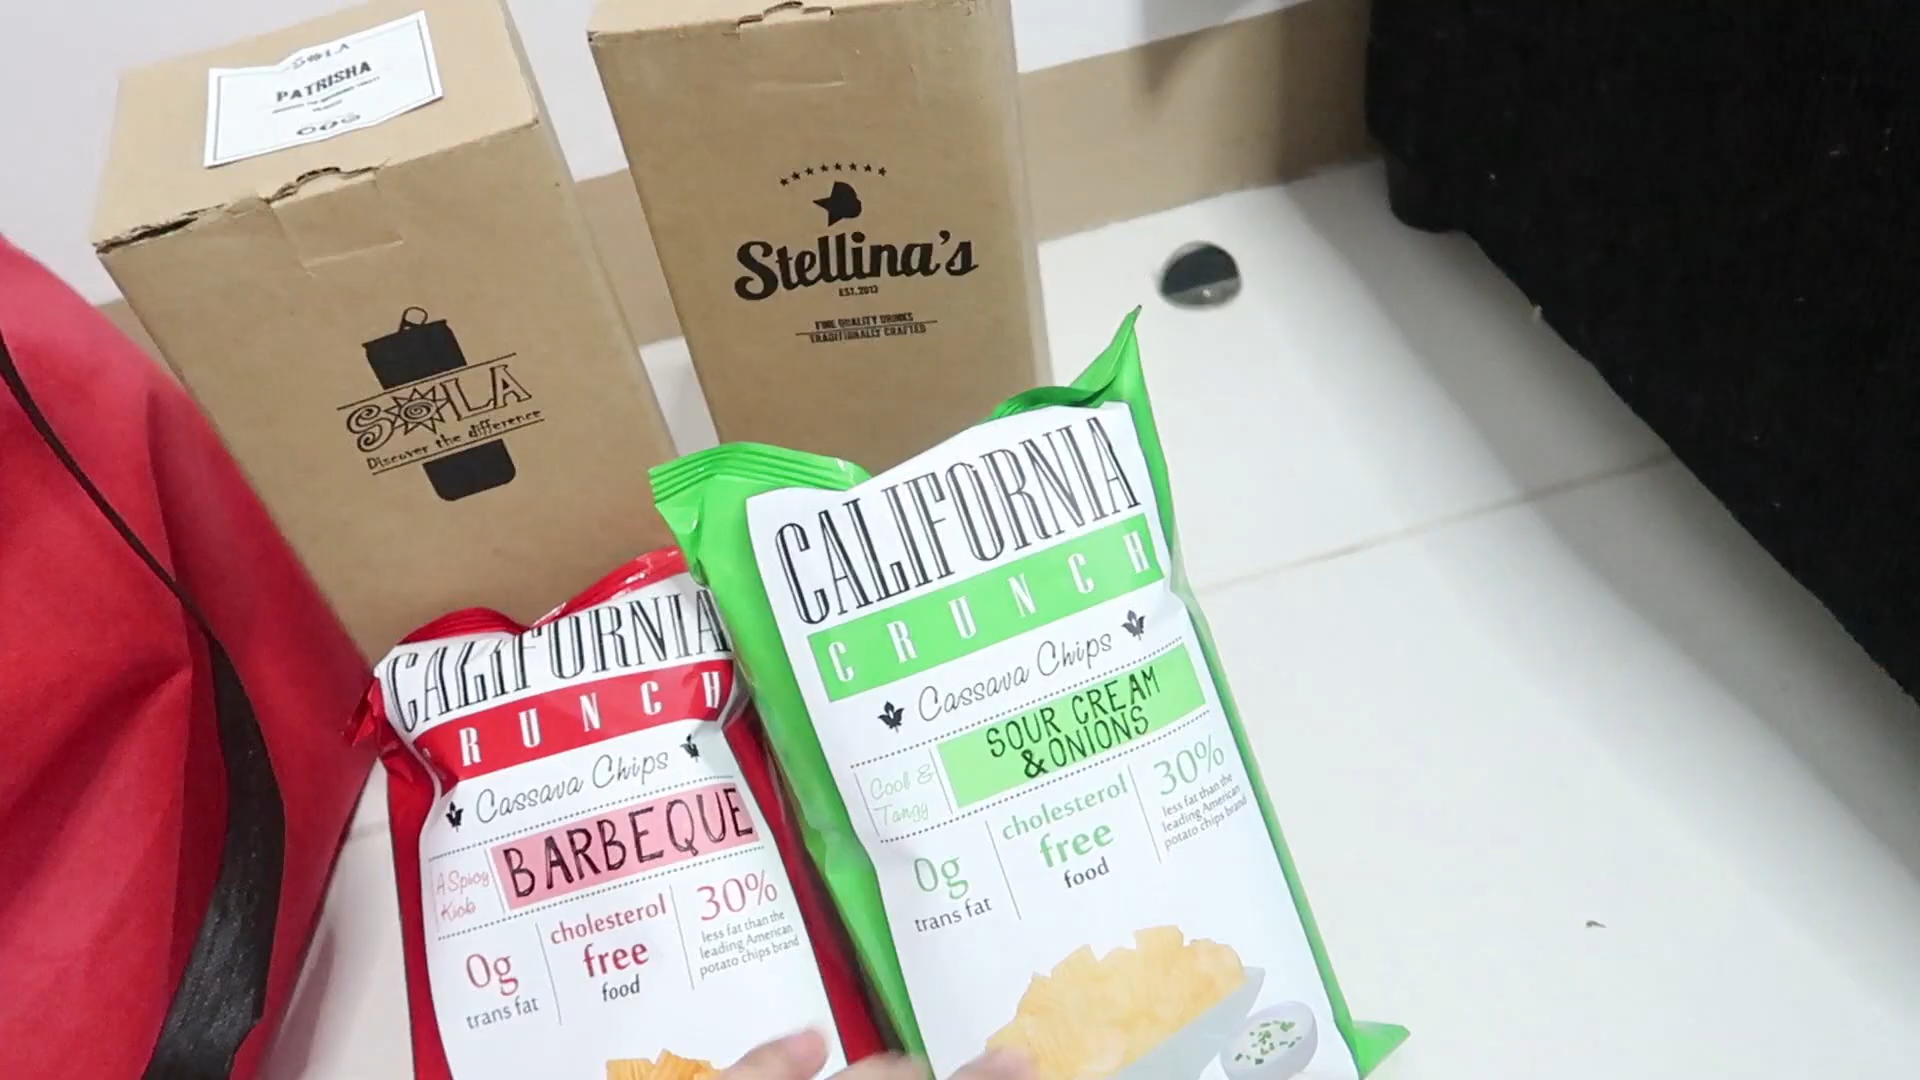 SOLA
PATRISHA
SOLA
Discover the difference
Stellina's
EST. 2013
FINE QUALITY DRINKS
TRADITIONALLY CRAFTED
CALIFORNIA
RUNCH
Cassava Chips
A Spicy
Kick
BARBEQUE
0g
trans fat
cholesterol
free
food
30%
less fat than the
leading American
potato chips brand
CALIFORNIA
CRUNCH
Cassava Chips
Cool &
Tangy
SOUR CREAM
& ONIONS
0g
trans fat
cholesterol
free
food
30%
less fat than the
leading American
potato chips brand